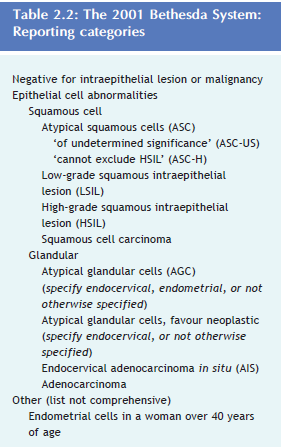 Table 2.2: The 2001 Bethesda System:
Reporting categories
Negative for intraepithelial lesion or malignancy
Epithelial cell abnormalities
Squamous cell
Atypical squamous cells (ASC)
‘of undetermined significance’ (ASC-US)
‘cannot exclude HSIL’ (ASC-H)
Low-grade squamous intraepithelial
lesion (LSIL)
High-grade squamous intraepithelial
lesion (HSIL)
Squamous cell carcinoma
Glandular
Atypical glandular cells (AGC)
(specify endocervical, endometrial, or not
otherwise specified)
Atypical glandular cells, favour neoplastic
(specify endocervical, or not otherwise
specified)
Endocervical adenocarcinoma in situ (AIS)
Adenocarcinoma
Other (list not comprehensive)
Endometrial cells in a woman over 40 years
of age